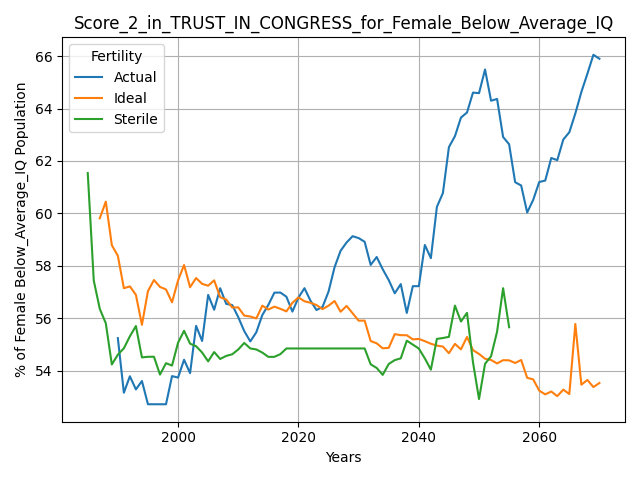 Score_2_in_TRUST_IN_CONGRESS_for_Female_Below_Average_IQ
Fertility
Actual
Ideal
Sterile
% of Female Below_Average_IQ Population
66
64
62
60
58
56
54
2000
2020
2040
2060
Years